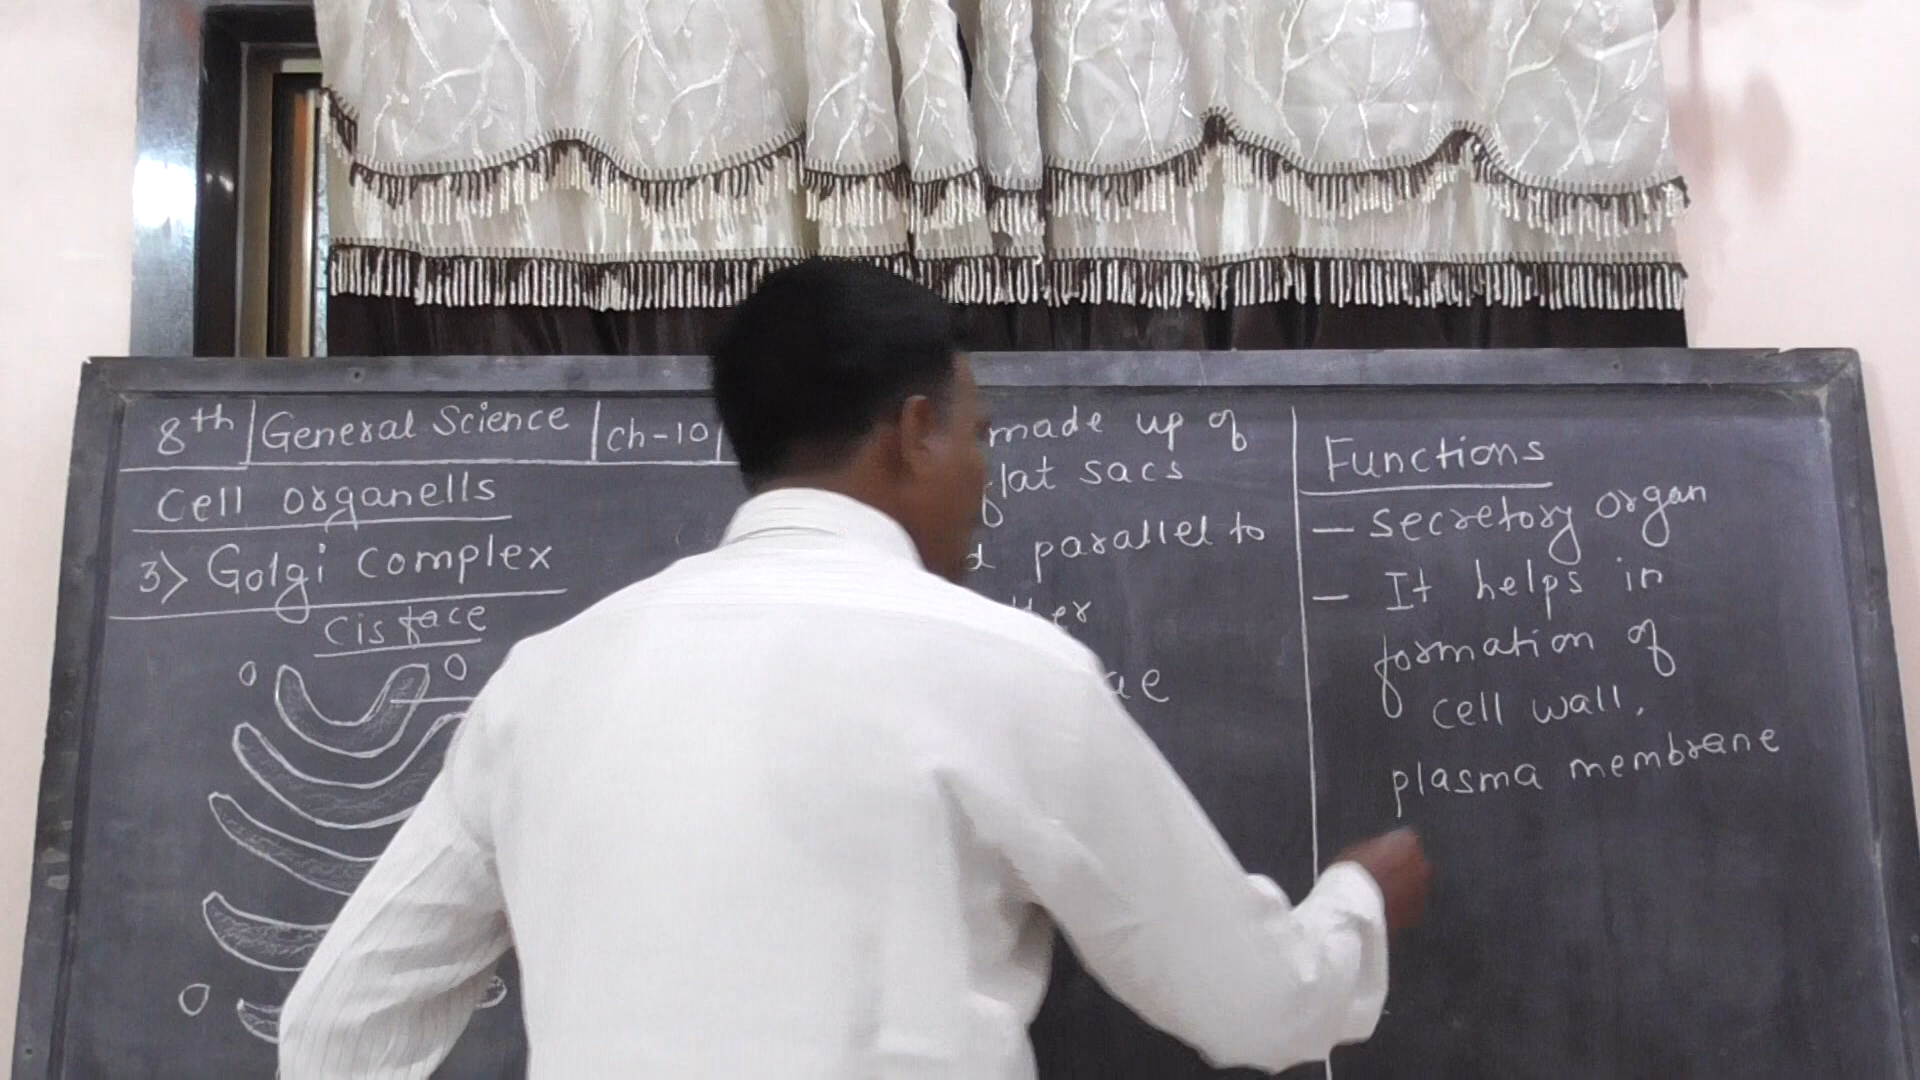 8th General Science ch-10
Cell organells
3> Golgi complex
Cis face
made up of
flat sacs
parallel to
Functions
- secretory organ
- It helps in
formation of
cell wall,
plasma membrane